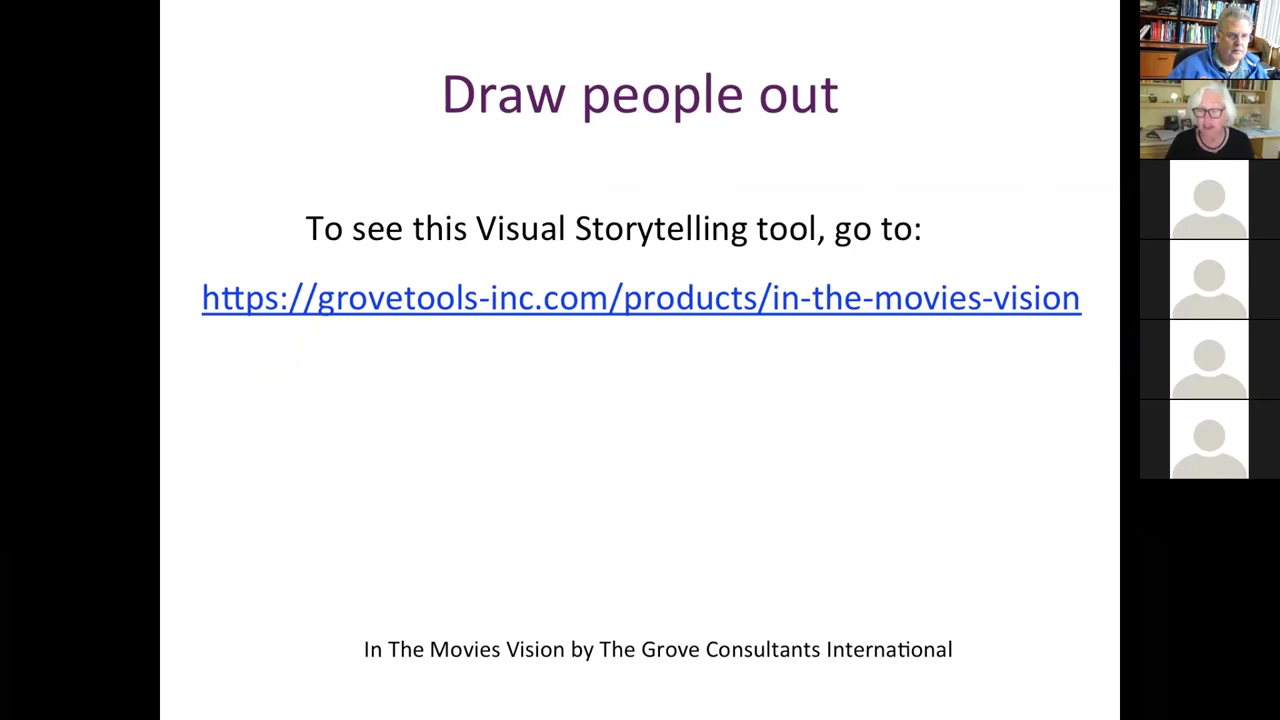 Draw people out
To see this Visual Storytelling tool, go to:
https://grovetools-inc.com/products/in-the-movies-vision
In The Movies Vision by The Grove Consultants International